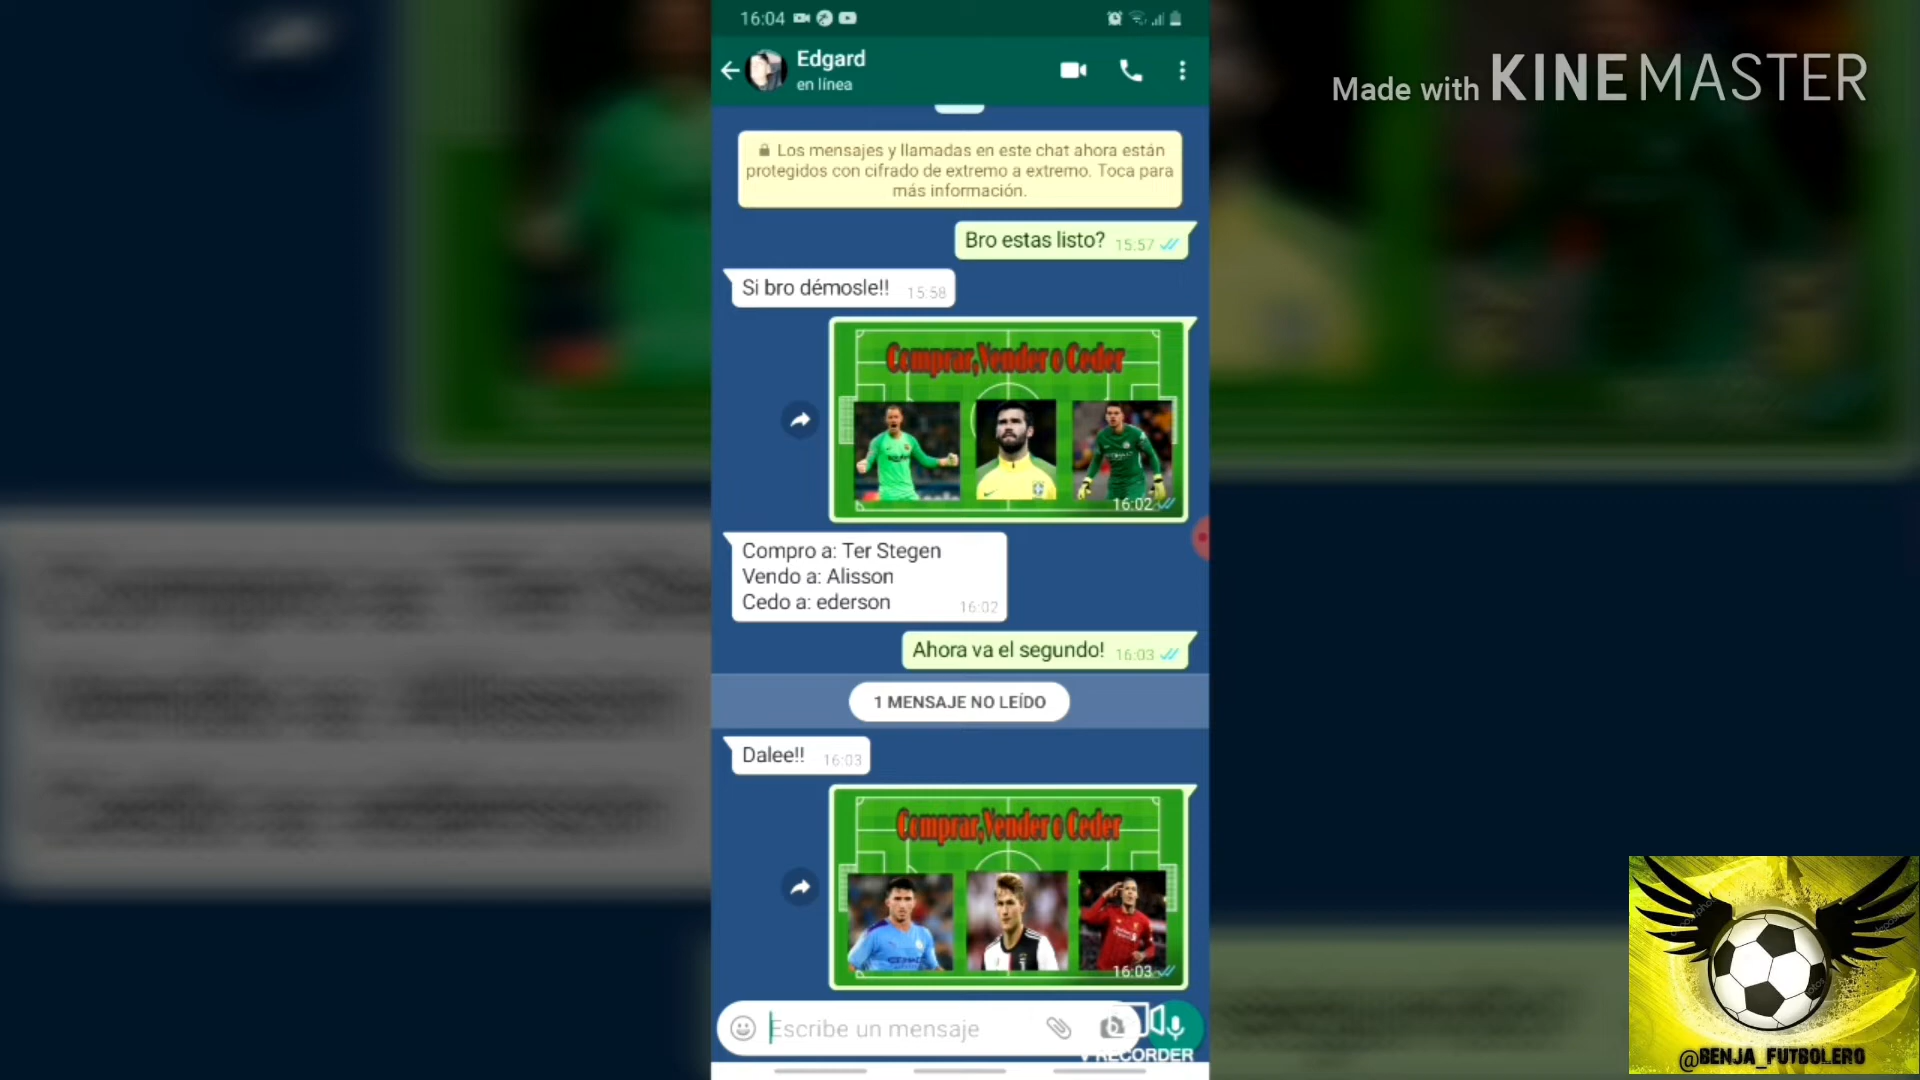 16:04
Edgard
en línea
Made with KINEMASTER
Los mensajes y llamadas en este chat ahora están
protegidos con cifrado de extremo a extremo. Toca para
más información.
Bro estas listo? 15:57
Si bro démosle!! 15:58
Comprar,Vender o Ceder
16:02
Compro a: Ter Stegen
Vendo a: Alisson
Cedo a: ederson 16:02
Ahora va el segundo! 16:03
1 MENSAJE NO LEÍDO
Dalee!! 16:03
Comprar,Vender o Ceder
16:03
Escribe un mensaje
V RECORDER
@BENJA_FUTBOLERO